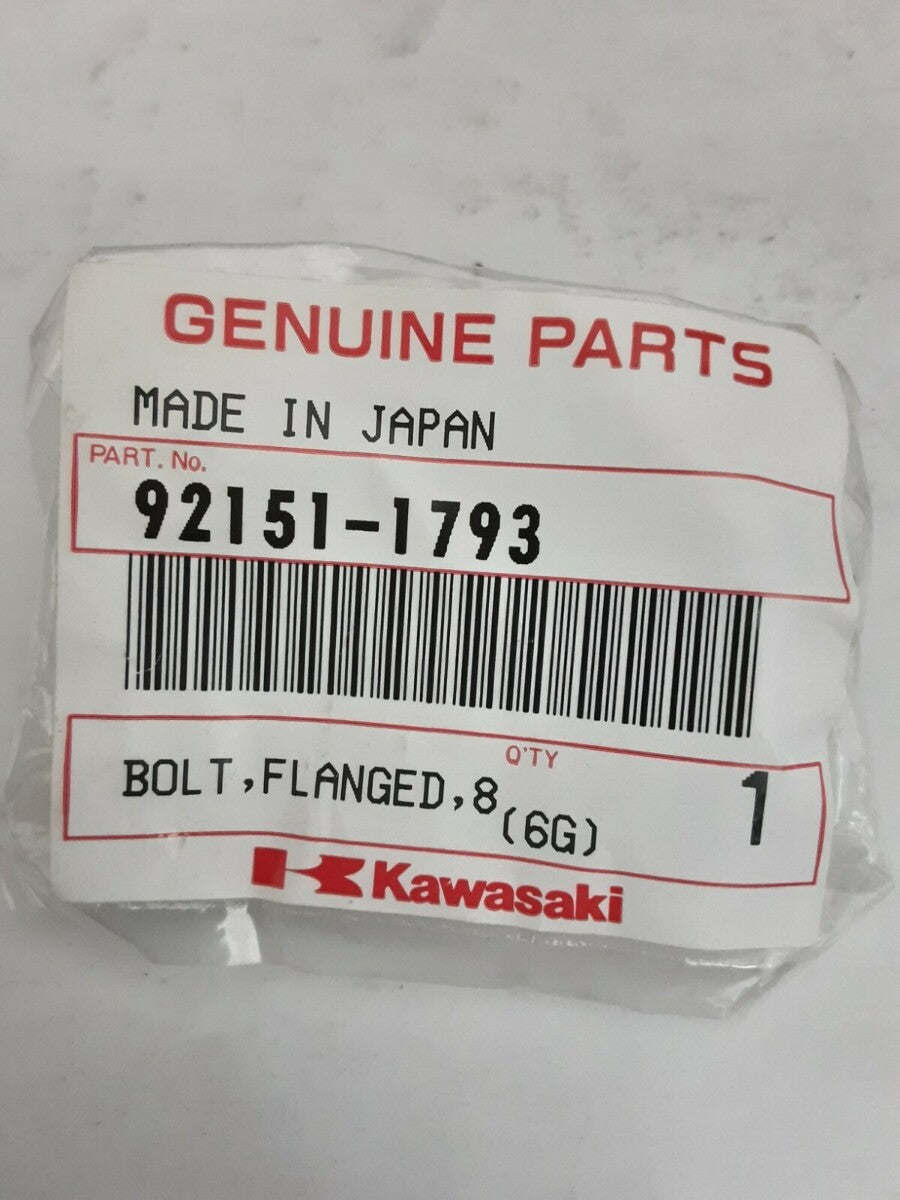 GENUINE PARTS
MADE IN JAPAN
PART. No.
92151-1793
Q'TY
BOLT,FLANGED,8 1
(6G)
Kawasaki